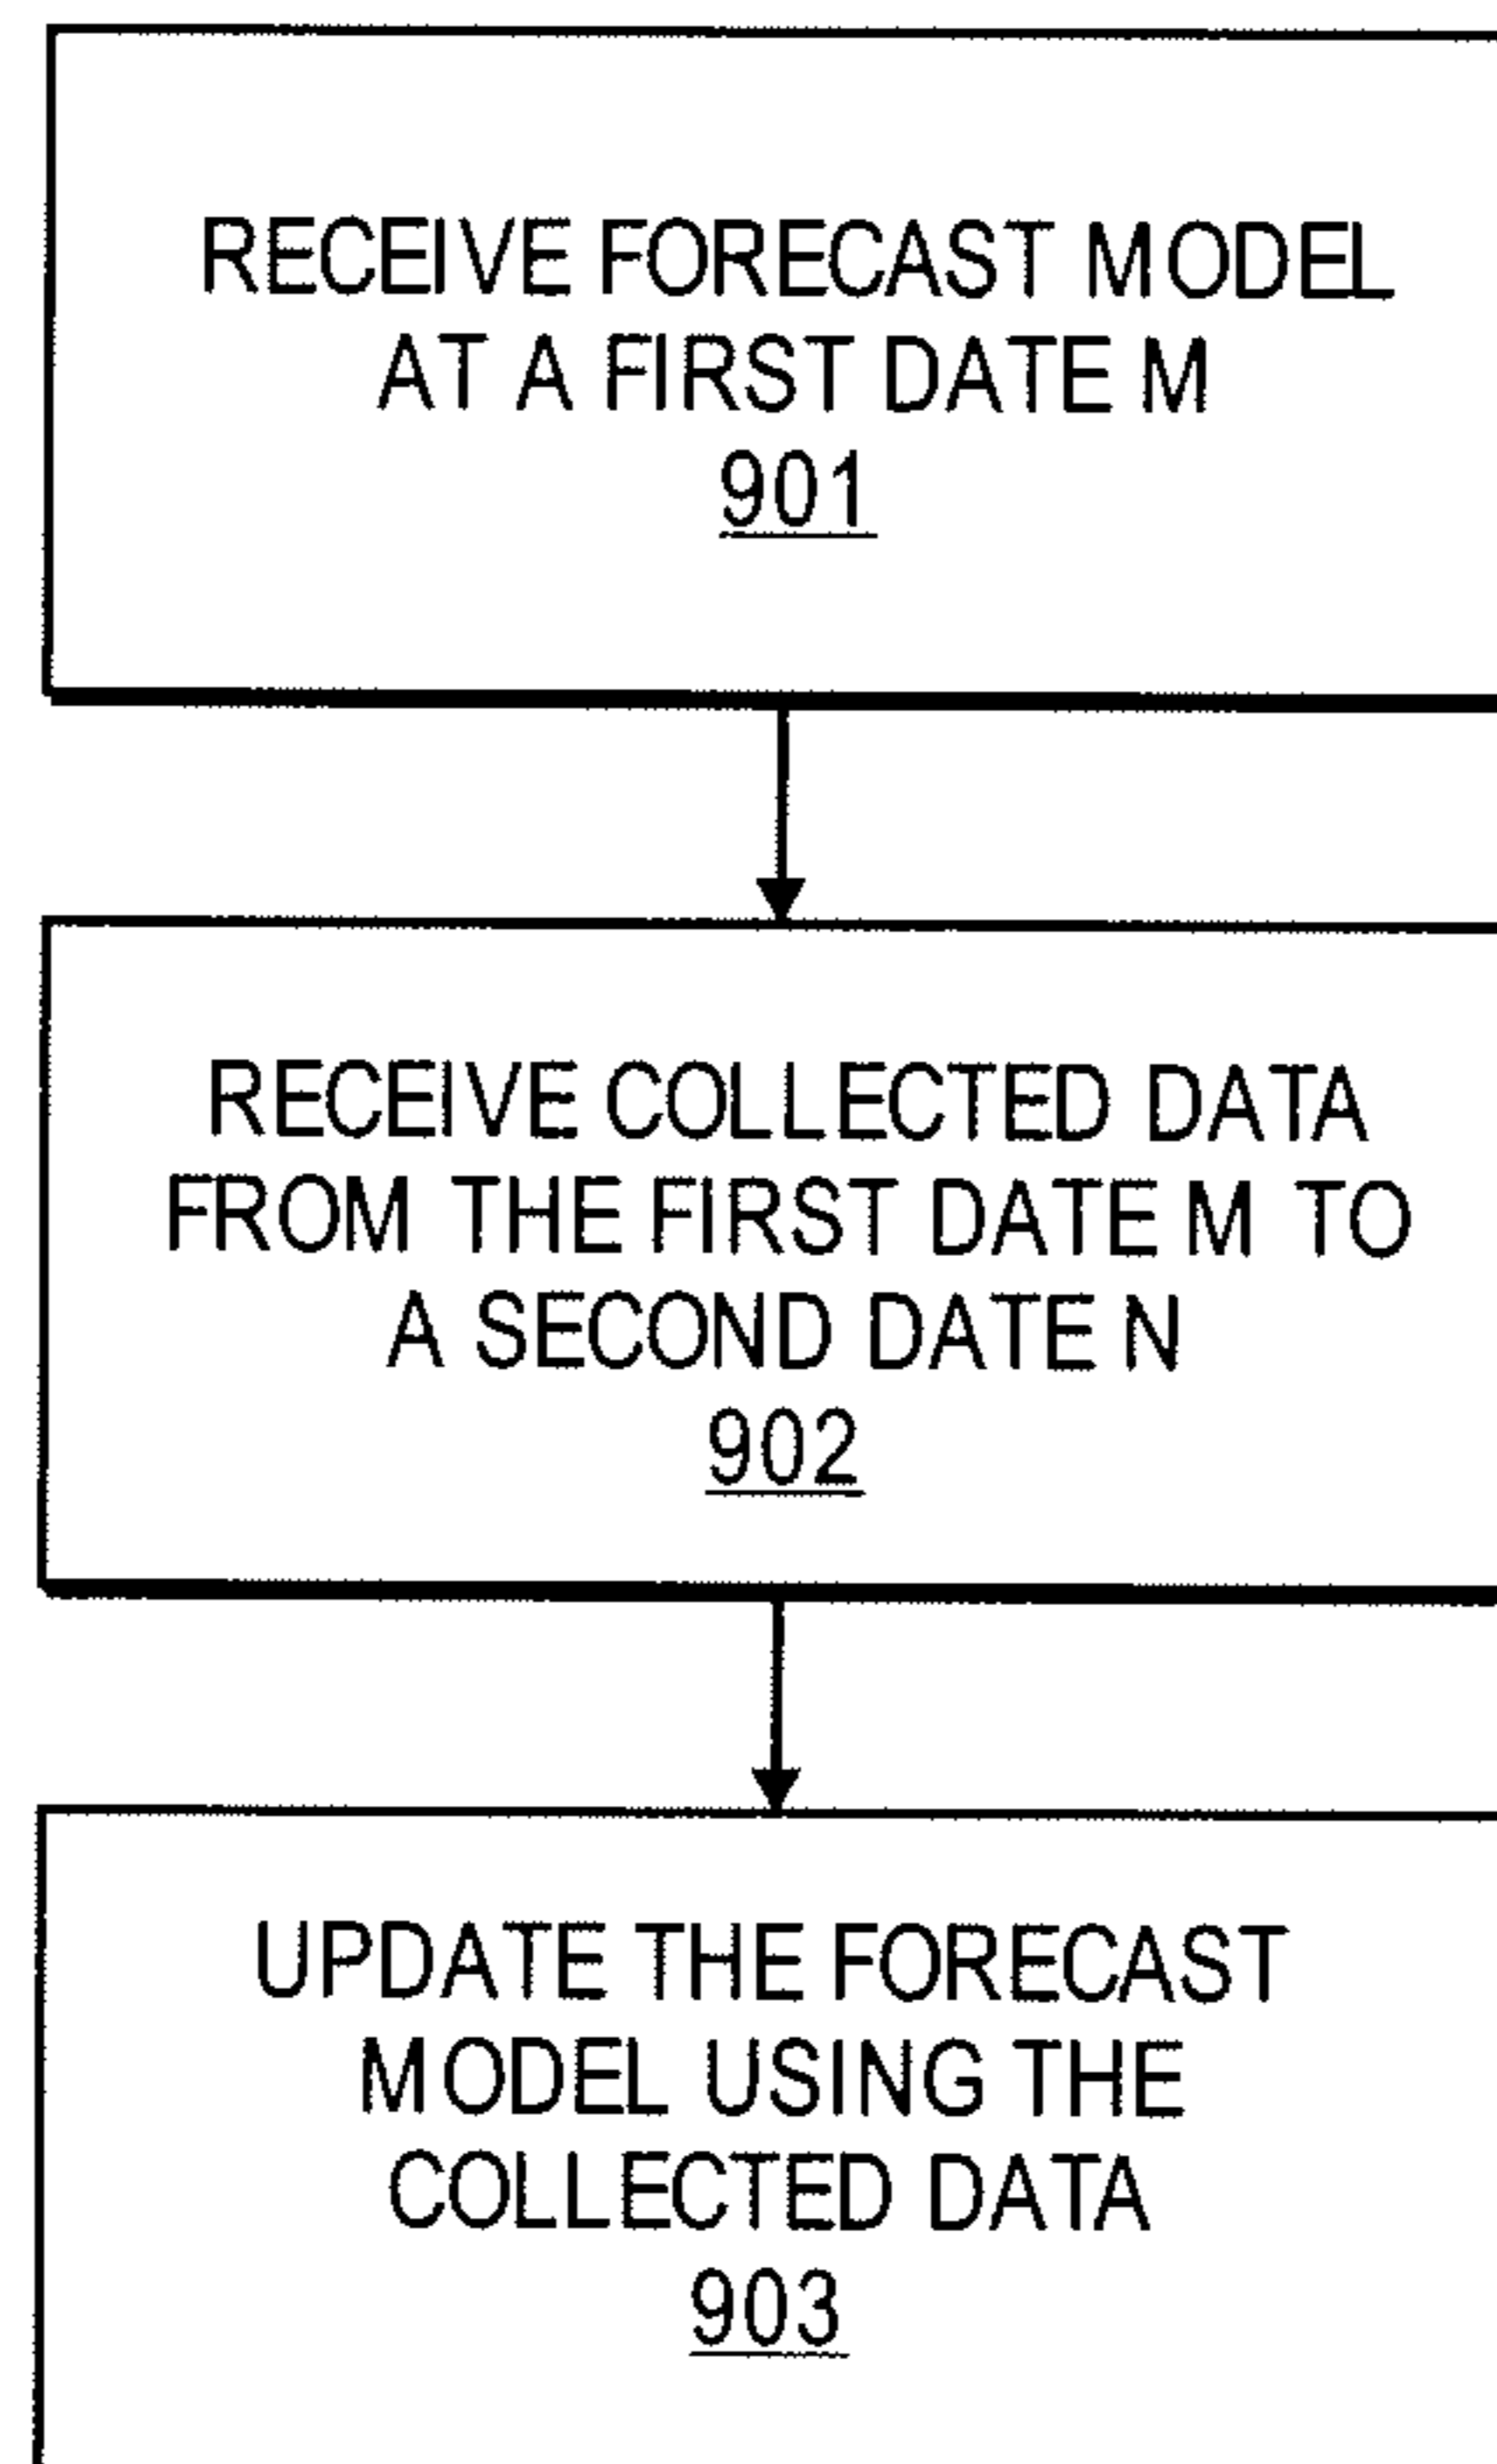 RECEIVE FORECAST MODEL
AT A FIRST DATE M
901
RECEIVE COLLECTED DATA
FROM THE FIRST DATE M TO
A SECOND DATE N
902
UPDATE THE FORECAST
MODEL USING THE
COLLECTED DATA
903